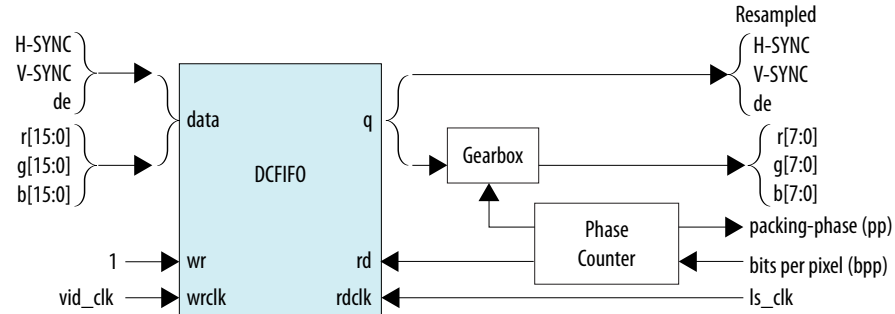 Resampled
H-SYNC
V-SYNC
de
r[15:0]
g[15:0]
b[15:0]
data
q
DCFIFO
Gearbox
H-SYNC
V-SYNC
de
r[7:0]
g[7:0]
b[7:0]
Phase
Counter
packing-phase (pp)
bits per pixel (bpp)
1
wr
rd
vid_clk
wrclk
rdclk
ls_clk